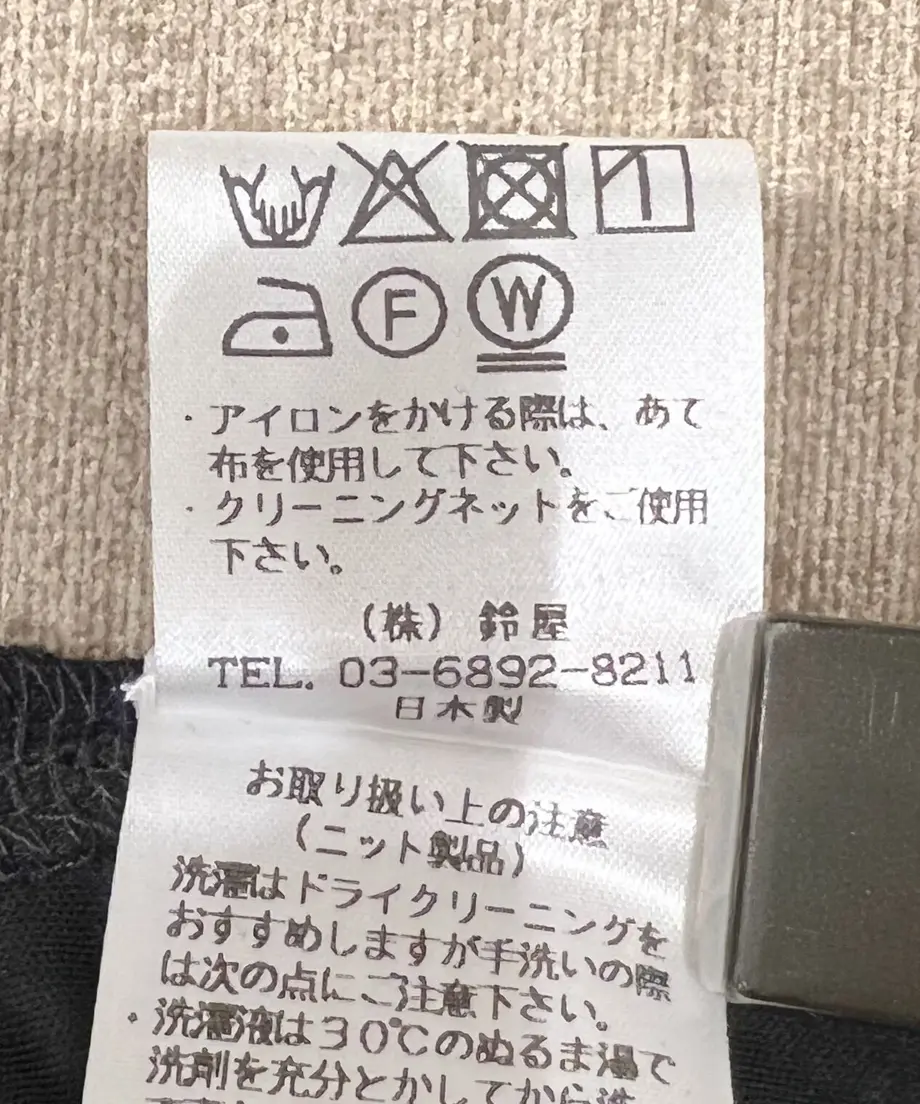 F W
・アイロンをかける際は、あて
布を使用して下さい。
・クリーニングネットをご使用
下さい。
(株) 鈴屋
TEL. 03-6892-8211
日本製
お取り扱い上の注意
(ニット製品)
洗濯はドライクリーニングを
おすすめしますが手洗いの際
は次の点にご注意下さい。
・洗濯液は30℃のぬるま湯で
洗剤を充分とかしてから洗